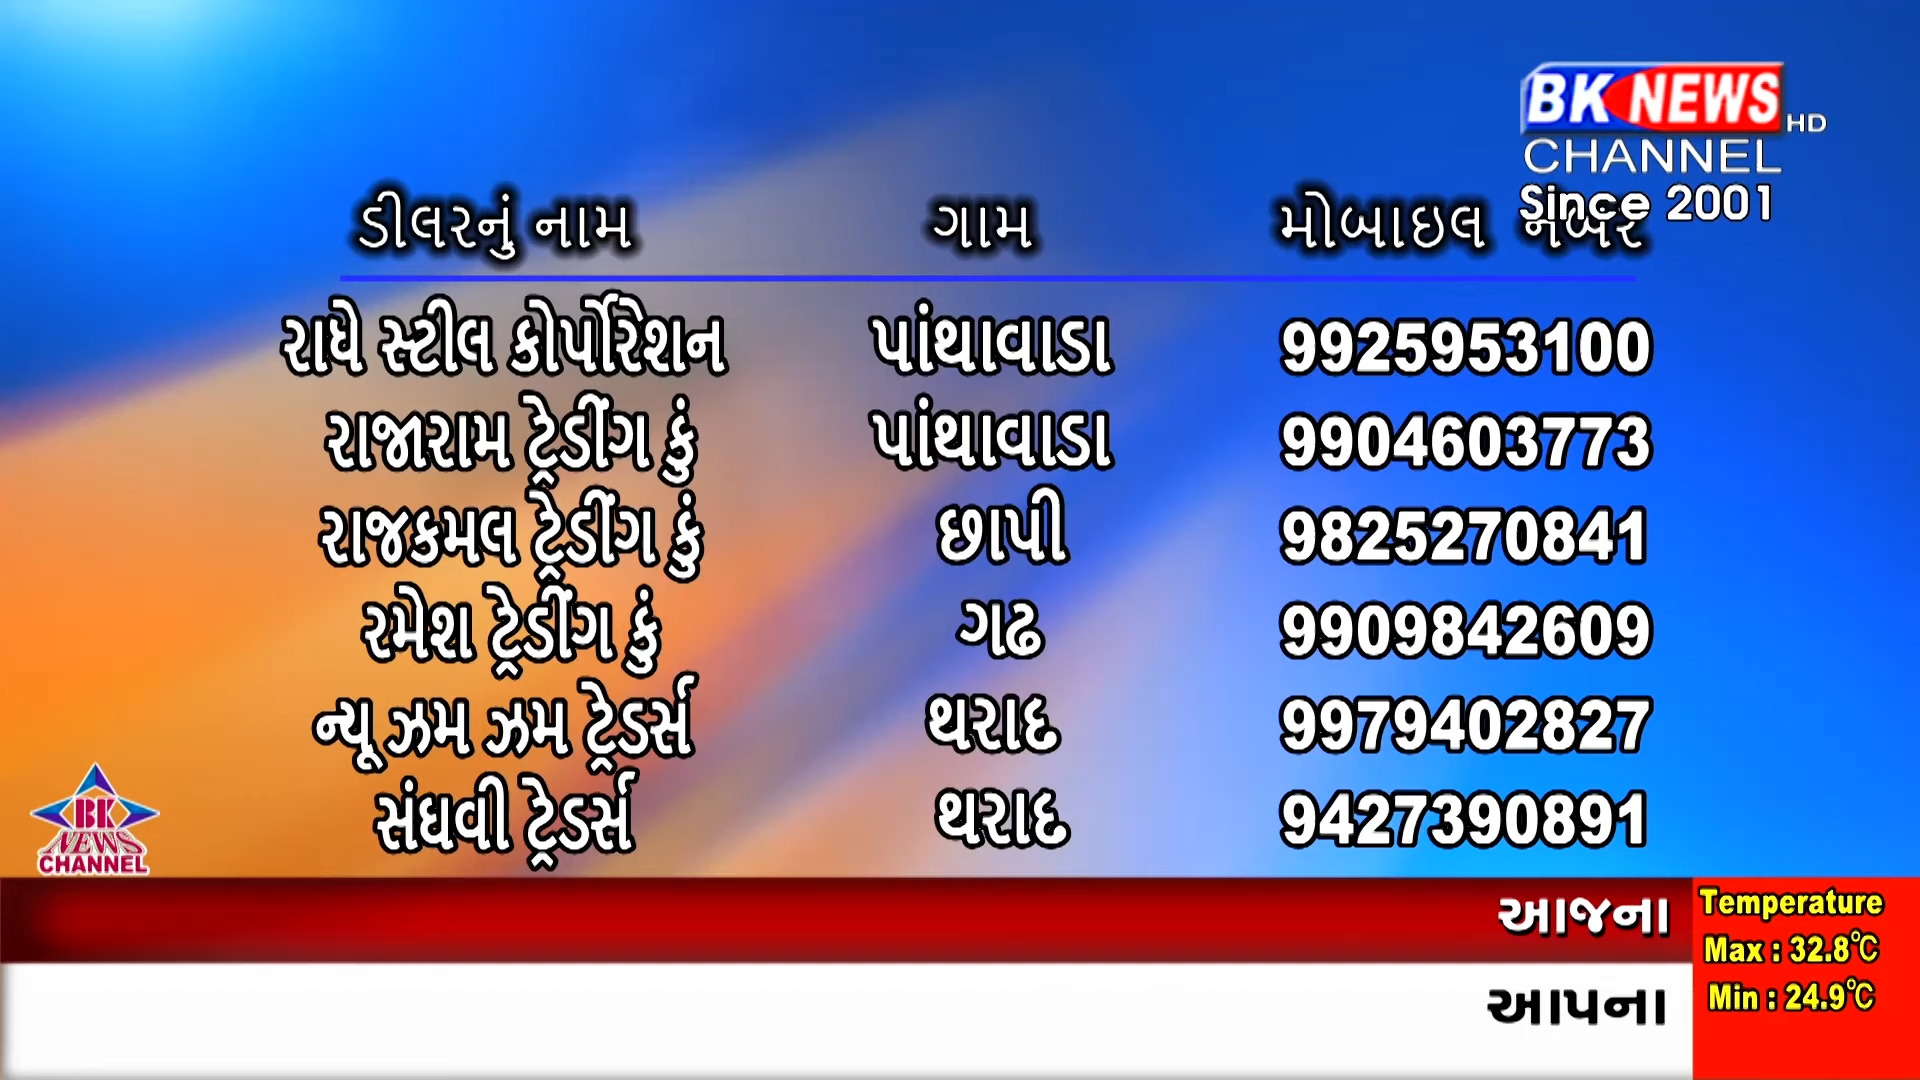 BK NEWS HD
CHANNEL
Since 2001
ડીલરનું નામ ગામ મોબાઇલ નમ્બર
રાધે સ્ટીલ કોર્પોરેશન પાંથાવાડા 9925953100
રાજારામ ટ્રેડીંગ કું પાંથાવાડા 9904603773
રાજકમલ ટ્રેડીંગ કું છાપી 9825270841
રમેશ ટ્રેડીંગ કું ગઢ 9909842609
ન્યૂ ઝમ ઝમ ટ્રેડર્સ થરાદ 9979402827
સંઘવી ટ્રેડર્સ થરાદ 9427390891
BK
NEWS
CHANNEL
આજના
આપના
Temperature
Max : 32.8℃
Min : 24.9℃